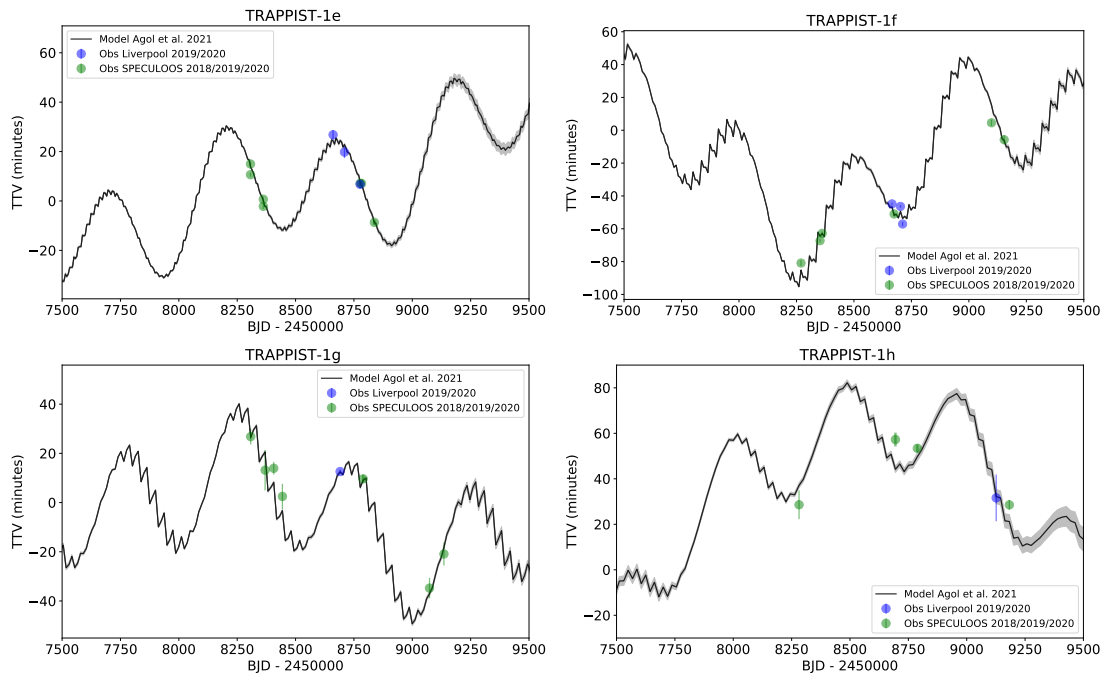 TRAPPIST-1e
TTV (minutes)
60
40
20
0
−20
Model Agol et al. 2021
Obs Liverpool 2019/2020
Obs SPECULOOS 2018/2019/2020
7500 7750 8000 8250 8500 8750 9000 9250 9500
BJD - 2450000
TRAPPIST-1f
TTV (minutes)
60
40
20
0
−20
−40
−60
−80
−100
Model Agol et al. 2021
Obs Liverpool 2019/2020
Obs SPECULOOS 2018/2019/2020
7500 7750 8000 8250 8500 8750 9000 9250 9500
BJD - 2450000
TRAPPIST-1g
TTV (minutes)
40
20
0
−20
−40
Model Agol et al. 2021
Obs Liverpool 2019/2020
Obs SPECULOOS 2018/2019/2020
7500 7750 8000 8250 8500 8750 9000 9250 9500
BJD - 2450000
TRAPPIST-1h
TTV (minutes)
80
60
40
20
0
−20
Model Agol et al. 2021
Obs Liverpool 2019/2020
Obs SPECULOOS 2018/2019/2020
7500 7750 8000 8250 8500 8750 9000 9250 9500
BJD - 2450000